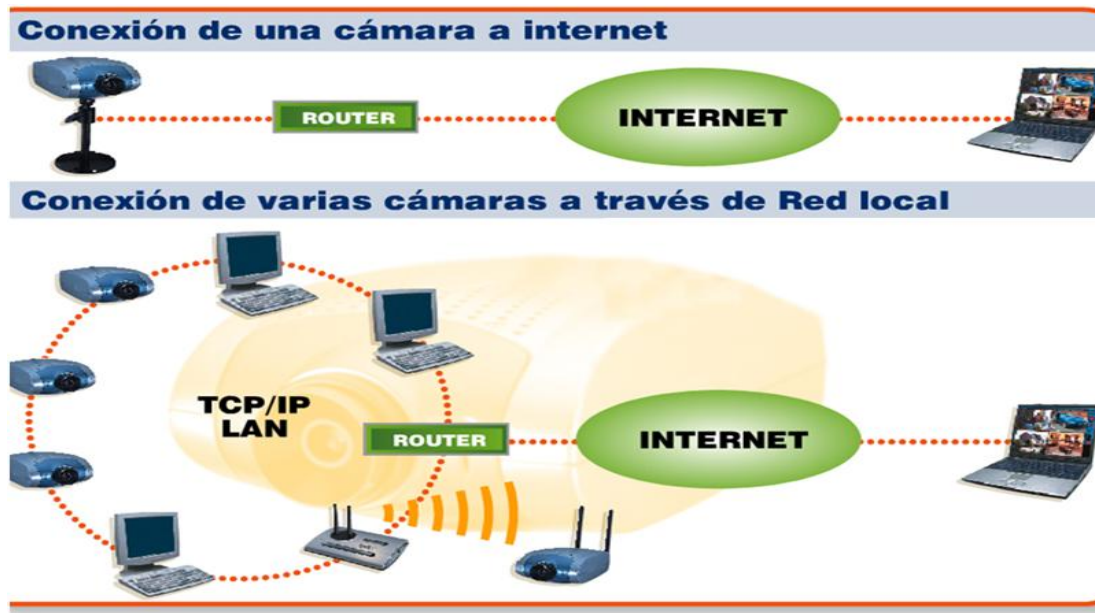 Conexión de una cámara a internet
ROUTER
INTERNET
Conexión de varias cámaras a través de Red local
TCP/IP
LAN
ROUTER
INTERNET